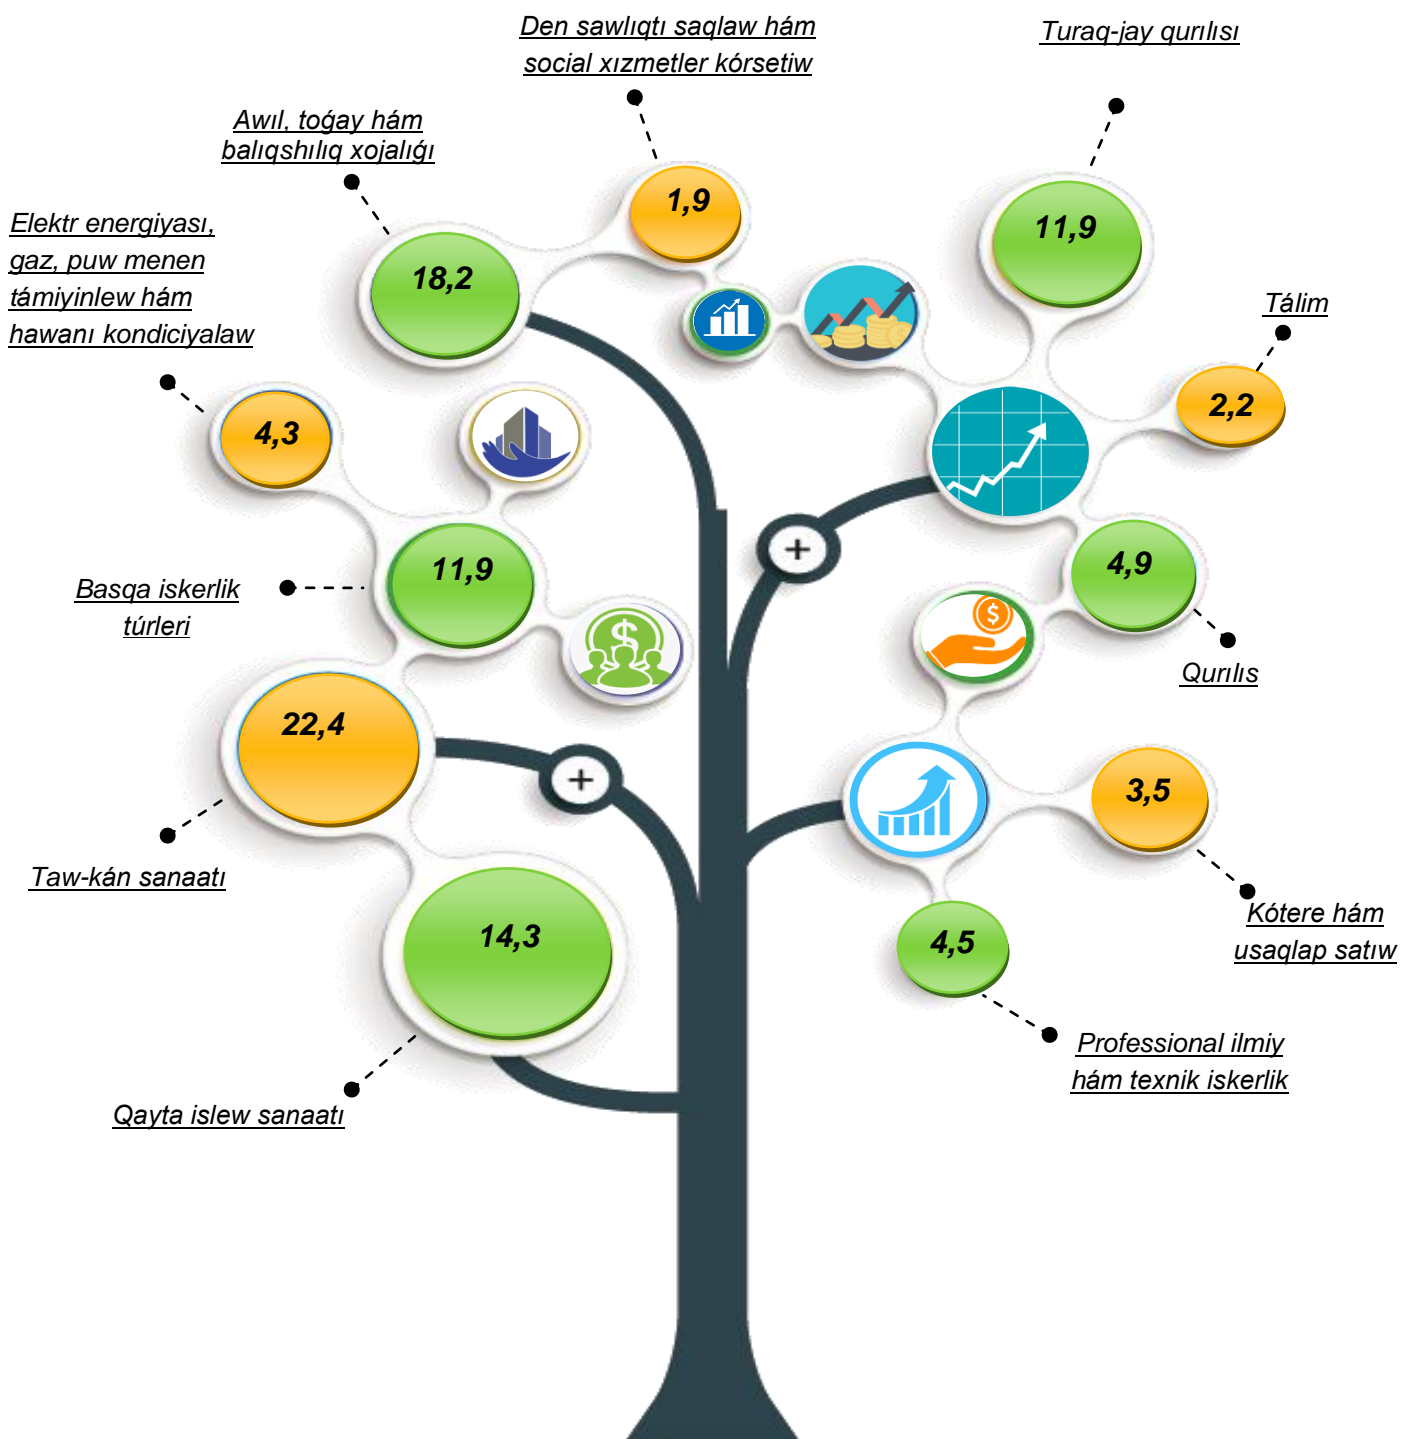 Den sawlıqtı saqlaw hám
social xızmetler kórsetiw
1,9
Turaq-jay qurılısı
11,9
Awıl, toǵay hám
balıqshılıq xojalıǵı
18,2
Elektr energiyası,
gaz, puw menen
támiyinlew hám
hawanı kondiciyalaw
4,3
Tálim
2,2
Basqa iskerlik
túrleri
11,9
4,9
Qurılıs
22,4
Taw-kán sanaatı
3,5
Kótere hám
usaqlap satıw
14,3
Qayta islew sanaatı
4,5
Professional ilmiy
hám texnik iskerlik